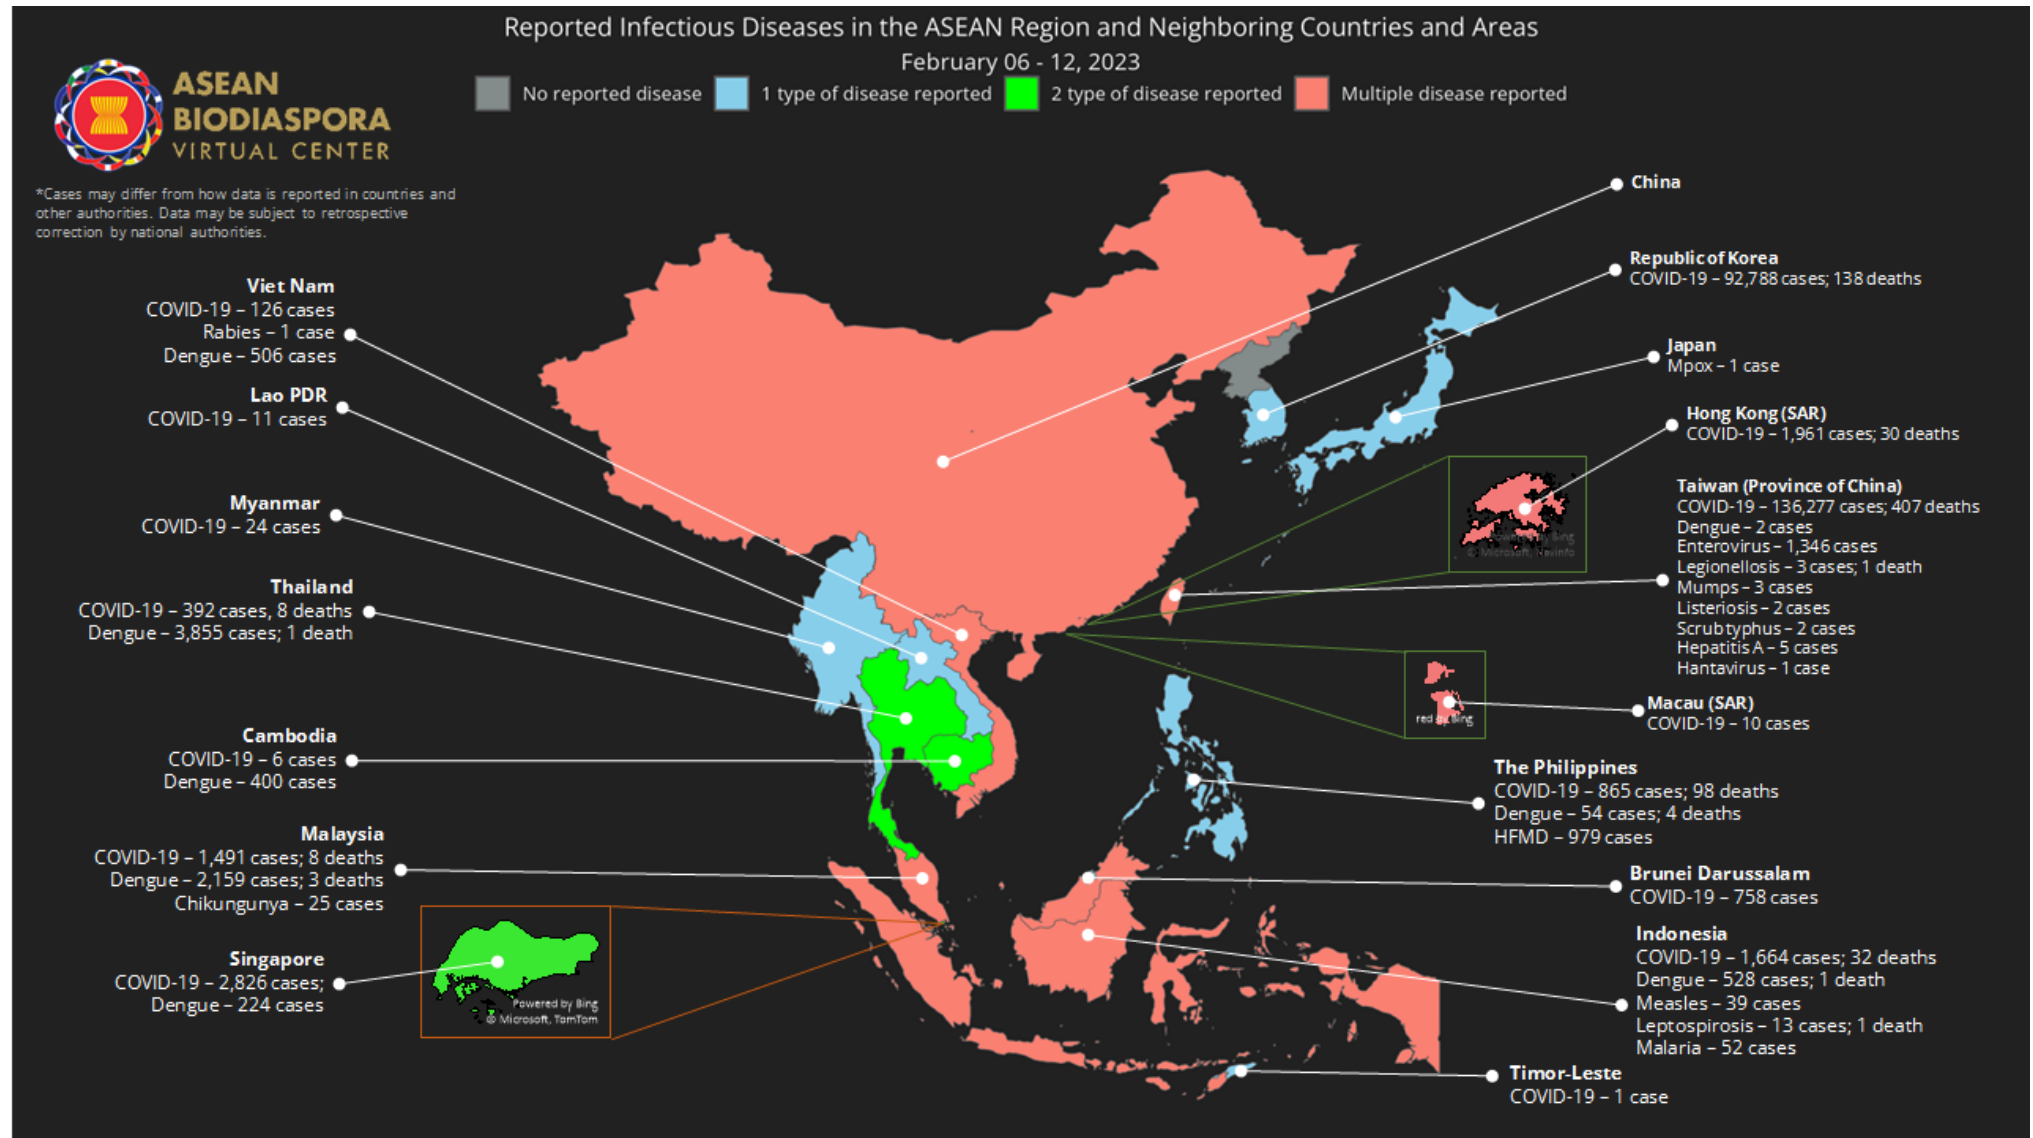 Reported Infectious Diseases in the ASEAN Region and Neighboring Countries and Areas
February 06 - 12, 2023
No reported disease
1 type of disease reported
2 type of disease reported
Multiple disease reported
ASEAN
BIODIASPORA
VIRTUAL CENTER
*Cases may differ from how data is reported in countries and
other authorities. Data may be subject to retrospective
correction by national authorities.
Viet Nam
COVID-19 – 126 cases
Rabies – 1 case
Dengue – 506 cases
Lao PDR
COVID-19 – 11 cases
Myanmar
COVID-19 – 24 cases
Thailand
COVID-19 – 392 cases, 8 deaths
Dengue – 3,855 cases; 1 death
Cambodia
COVID-19 – 6 cases
Dengue – 400 cases
Malaysia
COVID-19 – 1,491 cases; 8 deaths
Dengue – 2,159 cases; 3 deaths
Chikungunya – 25 cases
Singapore
COVID-19 – 2,826 cases;
Dengue – 224 cases
Powered by Bing
© Microsoft, TomTom
China
Republic of Korea
COVID-19 – 92,788 cases; 138 deaths
Japan
Mpox – 1 case
Hong Kong (SAR)
COVID-19 – 1,961 cases; 30 deaths
Powered by Bing
© Microsoft, Navinfo
Taiwan (Province of China)
COVID-19 – 136,277 cases; 407 deaths
Dengue – 2 cases
Enterovirus – 1,346 cases
Legionellosis – 3 cases; 1 death
Mumps – 3 cases
Listeriosis – 2 cases
Scrub typhus – 2 cases
Hepatitis A – 5 cases
Hantavirus – 1 case
Macau (SAR)
COVID-19 – 10 cases
red by Bing
The Philippines
COVID-19 – 865 cases; 98 deaths
Dengue – 54 cases; 4 deaths
HFMD – 979 cases
Brunei Darussalam
COVID-19 – 758 cases
Indonesia
COVID-19 – 1,664 cases; 32 deaths
Dengue – 528 cases; 1 death
Measles – 39 cases
Leptospirosis – 13 cases; 1 death
Malaria – 52 cases
Timor-Leste
COVID-19 – 1 case